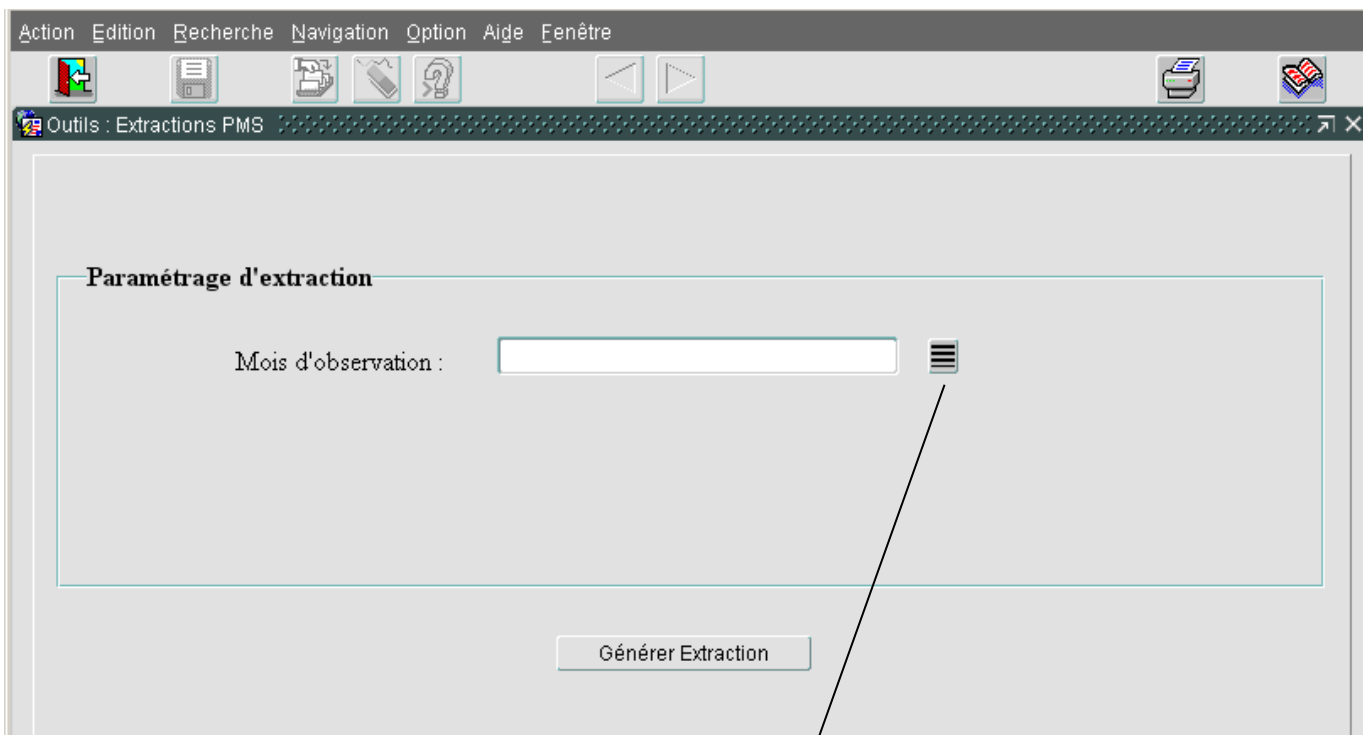 Action Edition Recherche Navigation Option Aide Fenêtre
Outils : Extractions PMS
Paramétrage d'extraction
Mois d'observation :
Générer Extraction